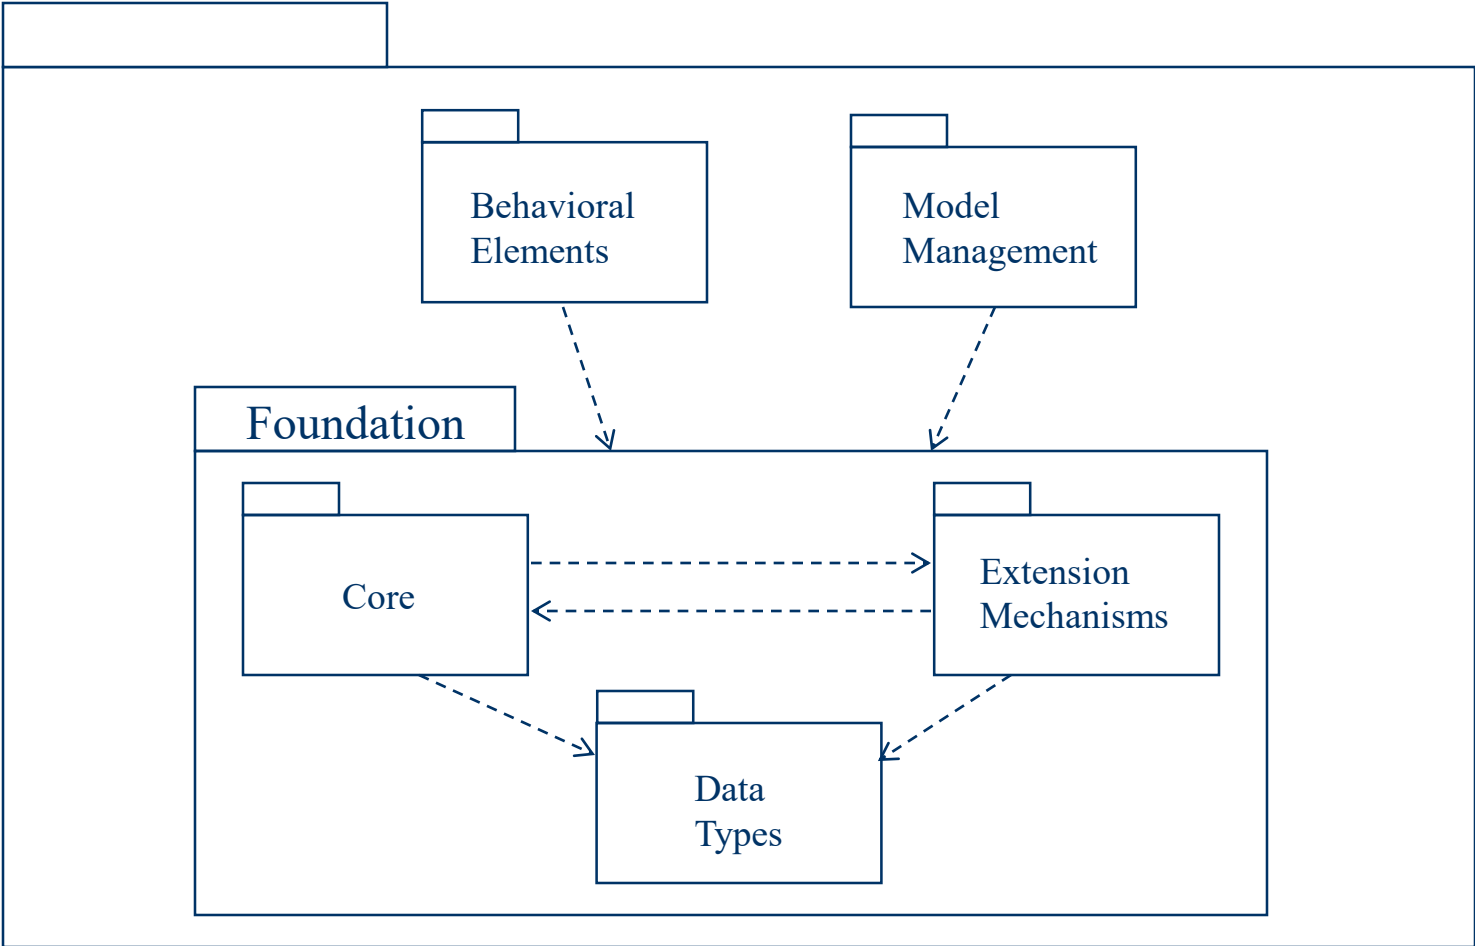 Behavioral
Elements
Model
Management
Foundation
Core
Extension
Mechanisms
Data
Types